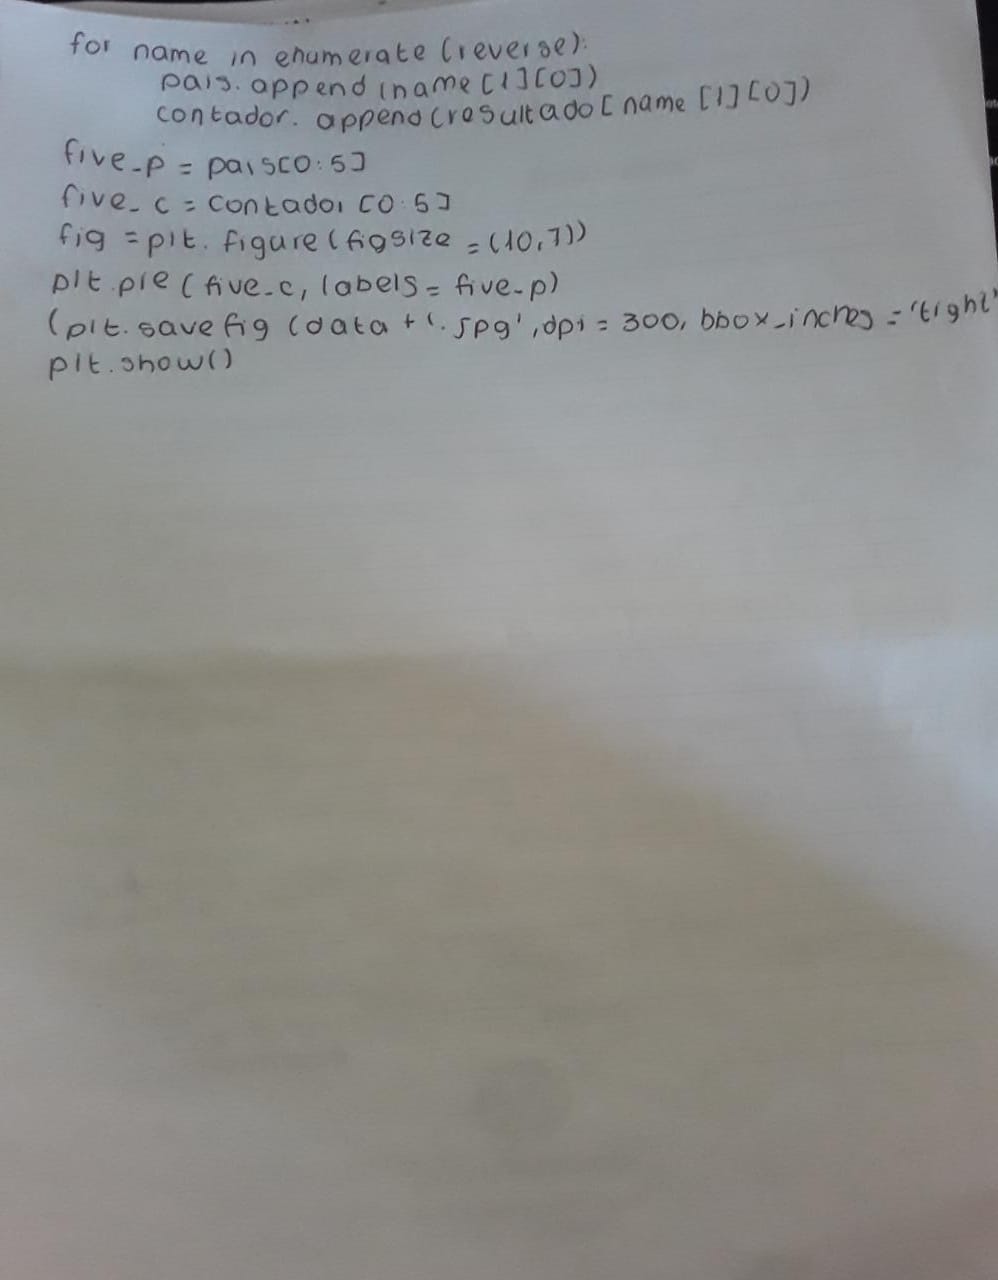 for name in enumerate (reverse):
pais.append (name [1][0])
contador. append (resultado [name [1][0])
five_p = pais[0:5]
five_c = contador [0:5]
fig = plt. figure (figsize = (10,7))
plt.pie (five_c, labels = five_p)
(plt. savefig (data + '.jpg', dpi = 300, bbox_inches = 'tight'
plt.show()